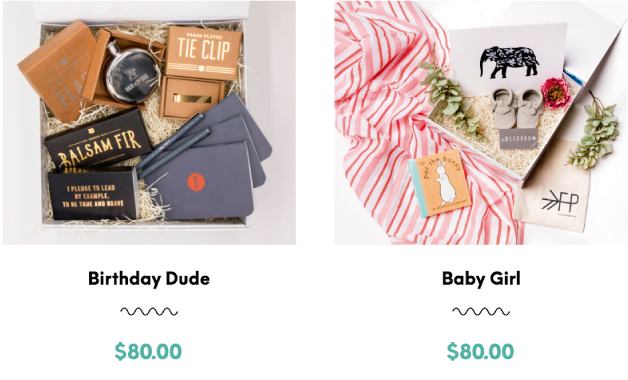 BRASS PLATED
TIE CLIP
BALSAM FIR
I PLEDGE TO LEAD
BY EXAMPLE,
TO BE TRUE AND BRAVE
pat the bunny
FP
Birthday Dude
$80.00
Baby Girl
$80.00